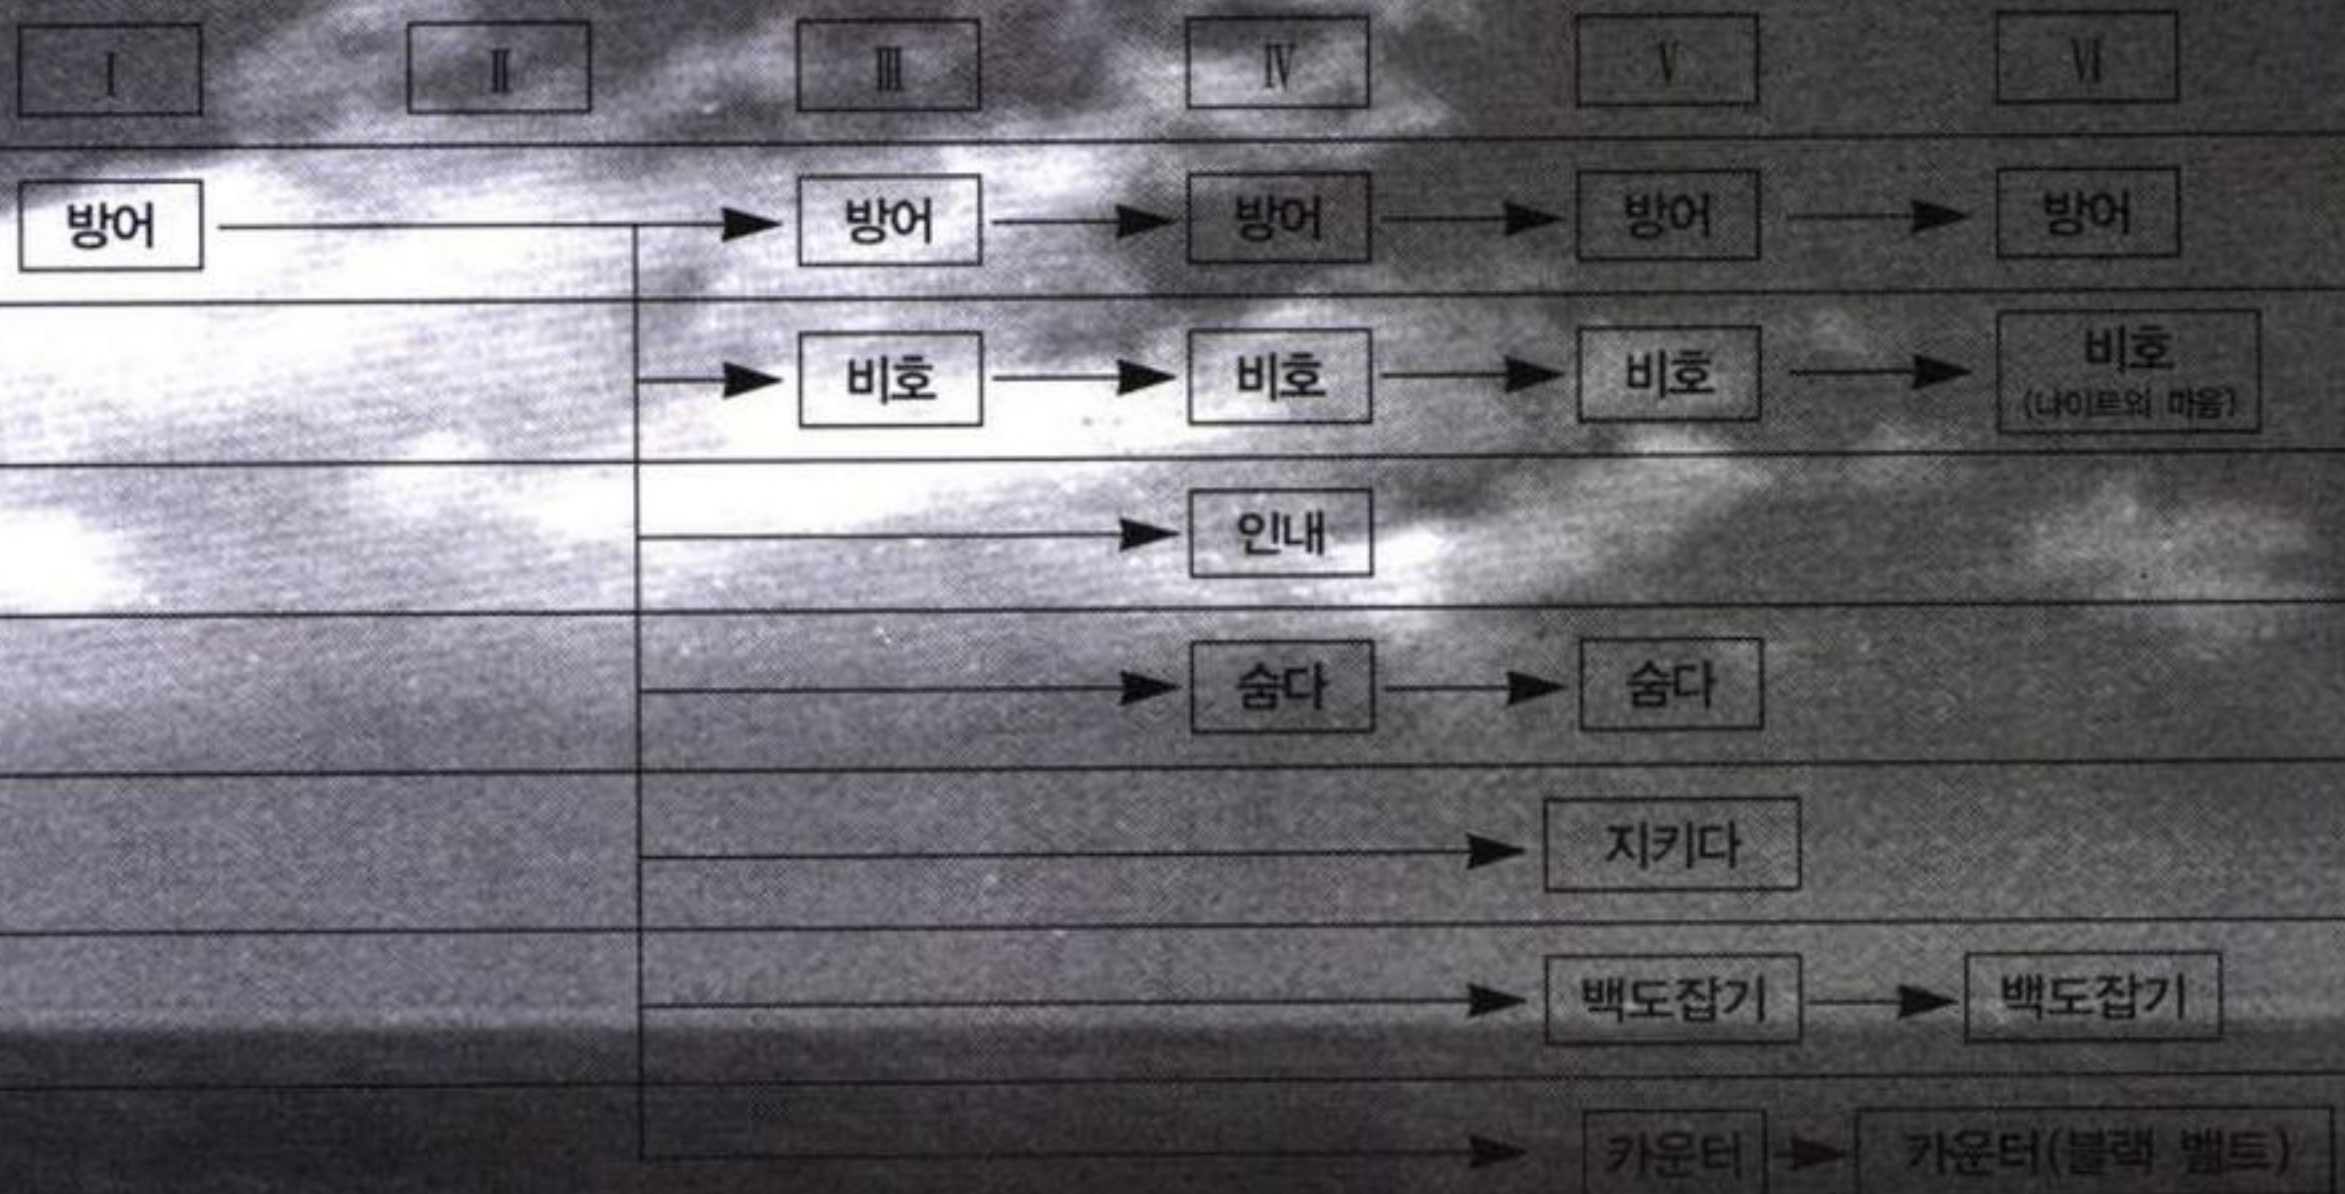 Ⅰ Ⅱ Ⅲ Ⅳ Ⅴ Ⅵ
방어 방어 방어 방어 방어
비호 비호 비호 비호
(나이트의 마음)
인내
숨다 숨다
지키다
백도잡기 백도잡기
카운터 카운터(블랙 벨트)